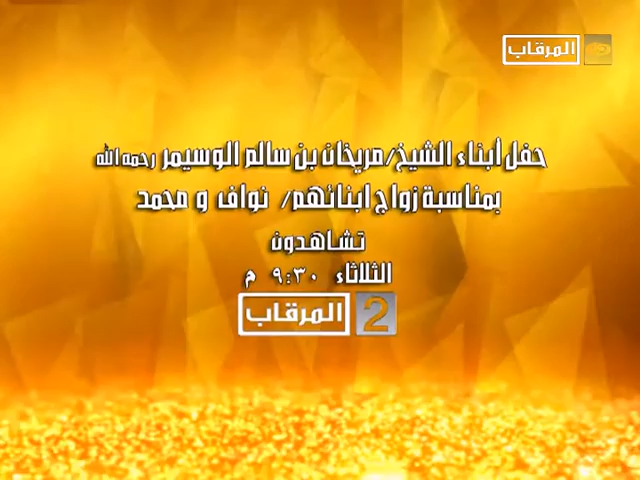 المرقاب
حفل أبناء الشيخ/مريخان بن سالم الوسيمر رحمه الله
بمناسبة زواج ابنائهم/ نواف و محمد
تشاهدون
الثلاثاء ٩:٣٠ م
المرقاب 2